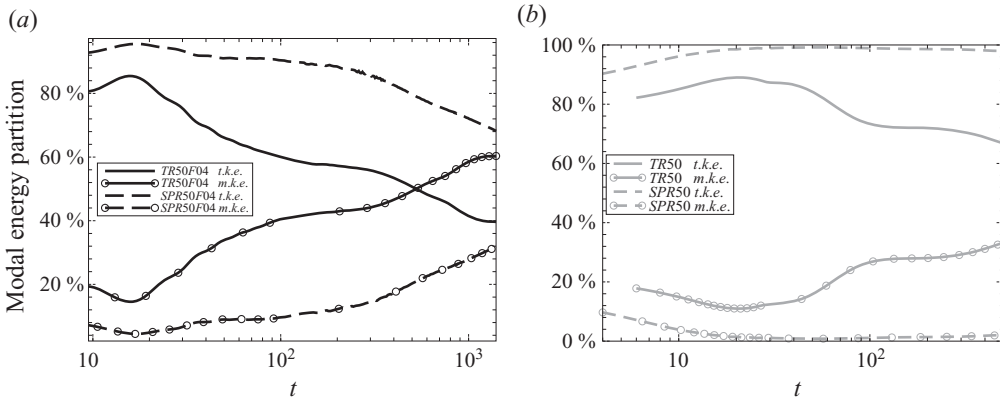 (a)
Modal energy partition
80 %
60 %
40 %
20 %
TR50F04 t.k.e.
TR50F04 m.k.e.
SPR50F04 t.k.e.
SPR50F04 m.k.e.
10
10²
10³
t
(b)
100 %
80 %
60 %
40 %
20 %
0 %
TR50 t.k.e.
TR50 m.k.e.
SPR50 t.k.e.
SPR50 m.k.e.
10
10²
t